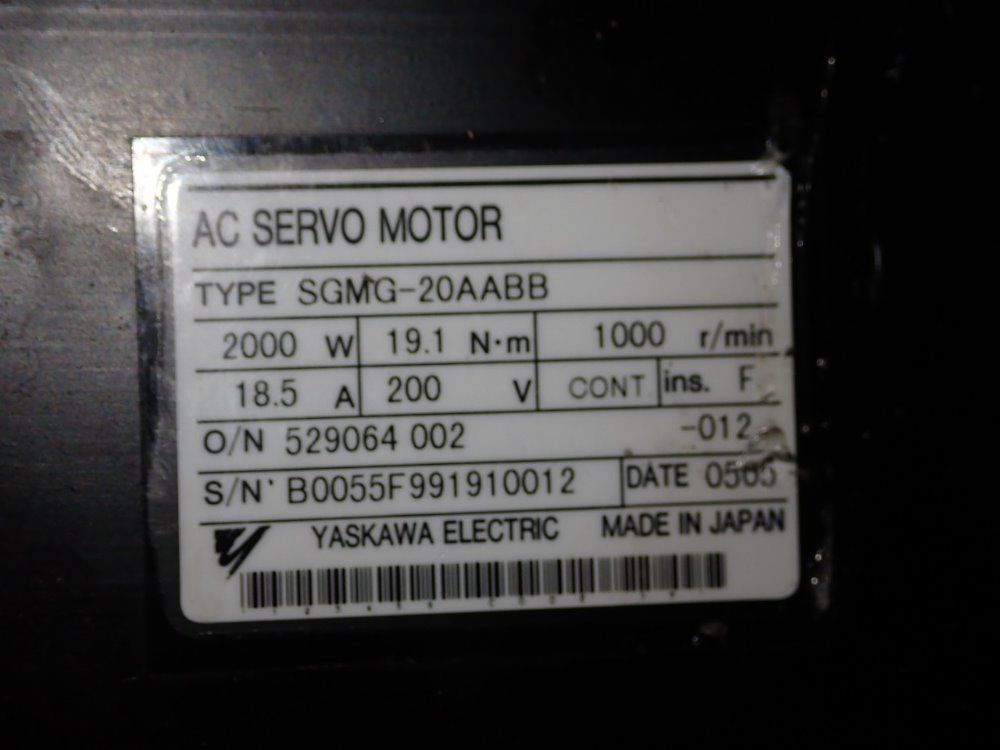 AC SERVO MOTOR
TYPE SGMG-20AABB
2000 W 19.1 N·m 1000 r/min
18.5 A 200 V CONT. ins. F
O/N 529064 002 -012
S/N B0055F991910012 DATE 0505
YASKAWA ELECTRIC MADE IN JAPAN